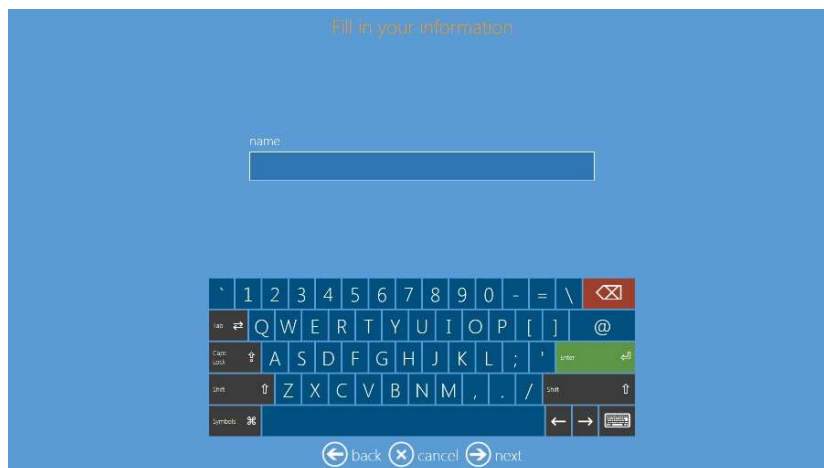 Fill in your information
name
` 1 2 3 4 5 6 7 8 9 0 - = \
Tab Q W E R T Y U I O P [ ] @
Caps Lock A S D F G H J K L ; ' Enter
Shift Z X C V B N M , . / Shift
Symbols ⌘
back cancel next